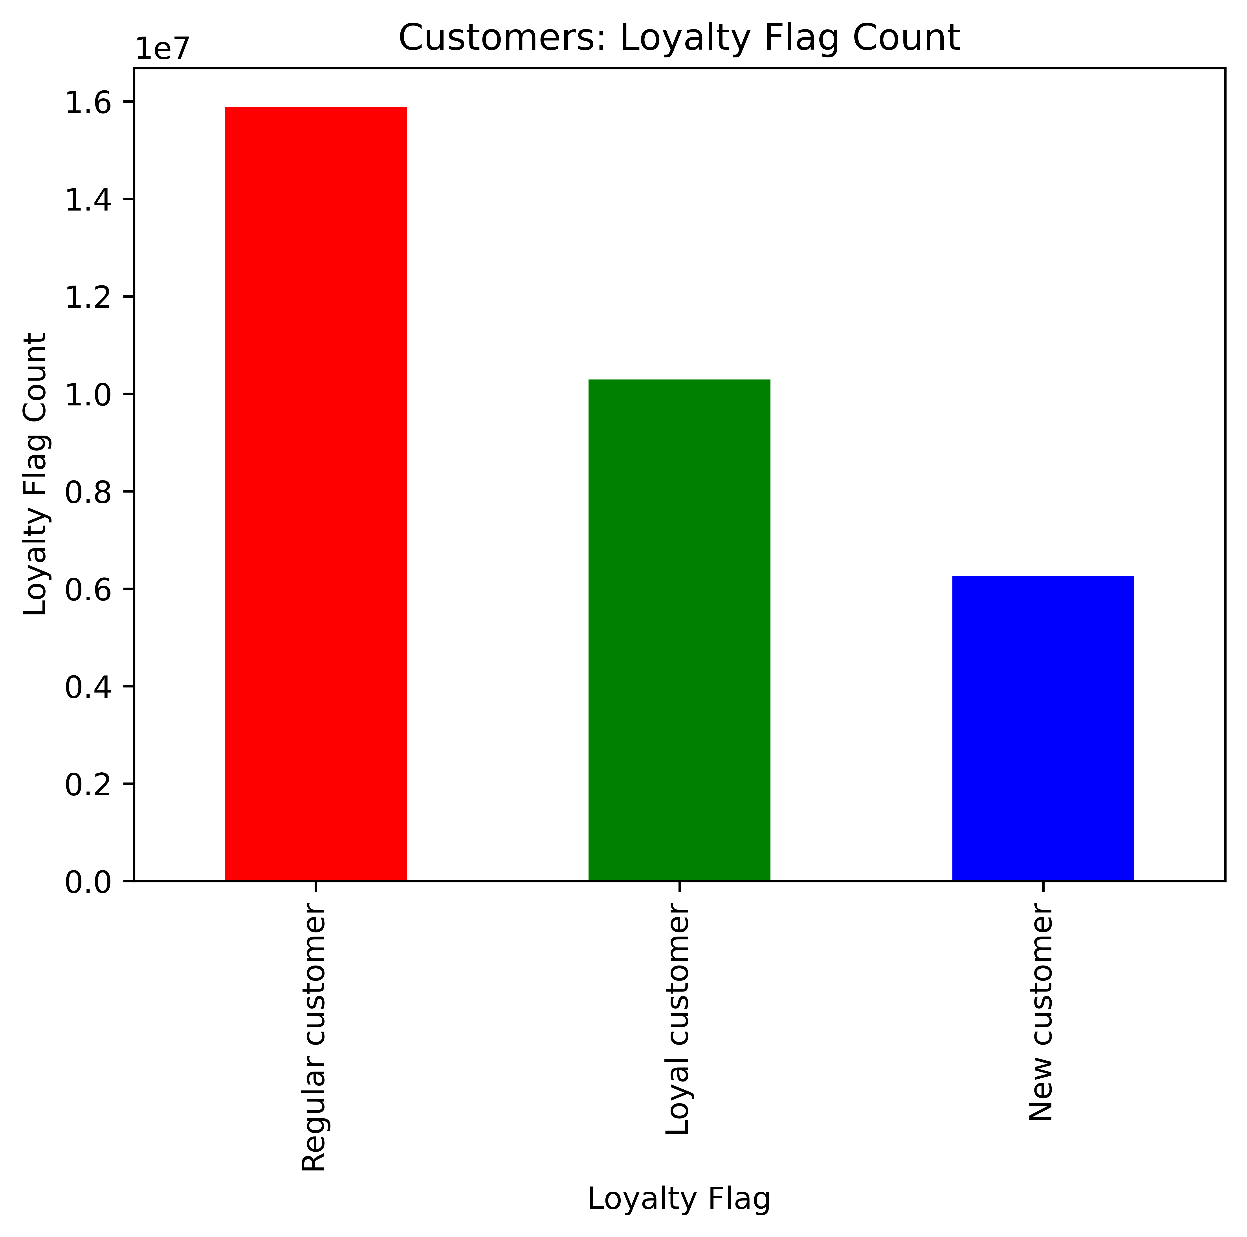 Customers: Loyalty Flag Count
1e7
1.6
1.4
1.2
1.0
0.8
0.6
0.4
0.2
0.0
Loyalty Flag Count
Regular customer
Loyal customer
New customer
Loyalty Flag